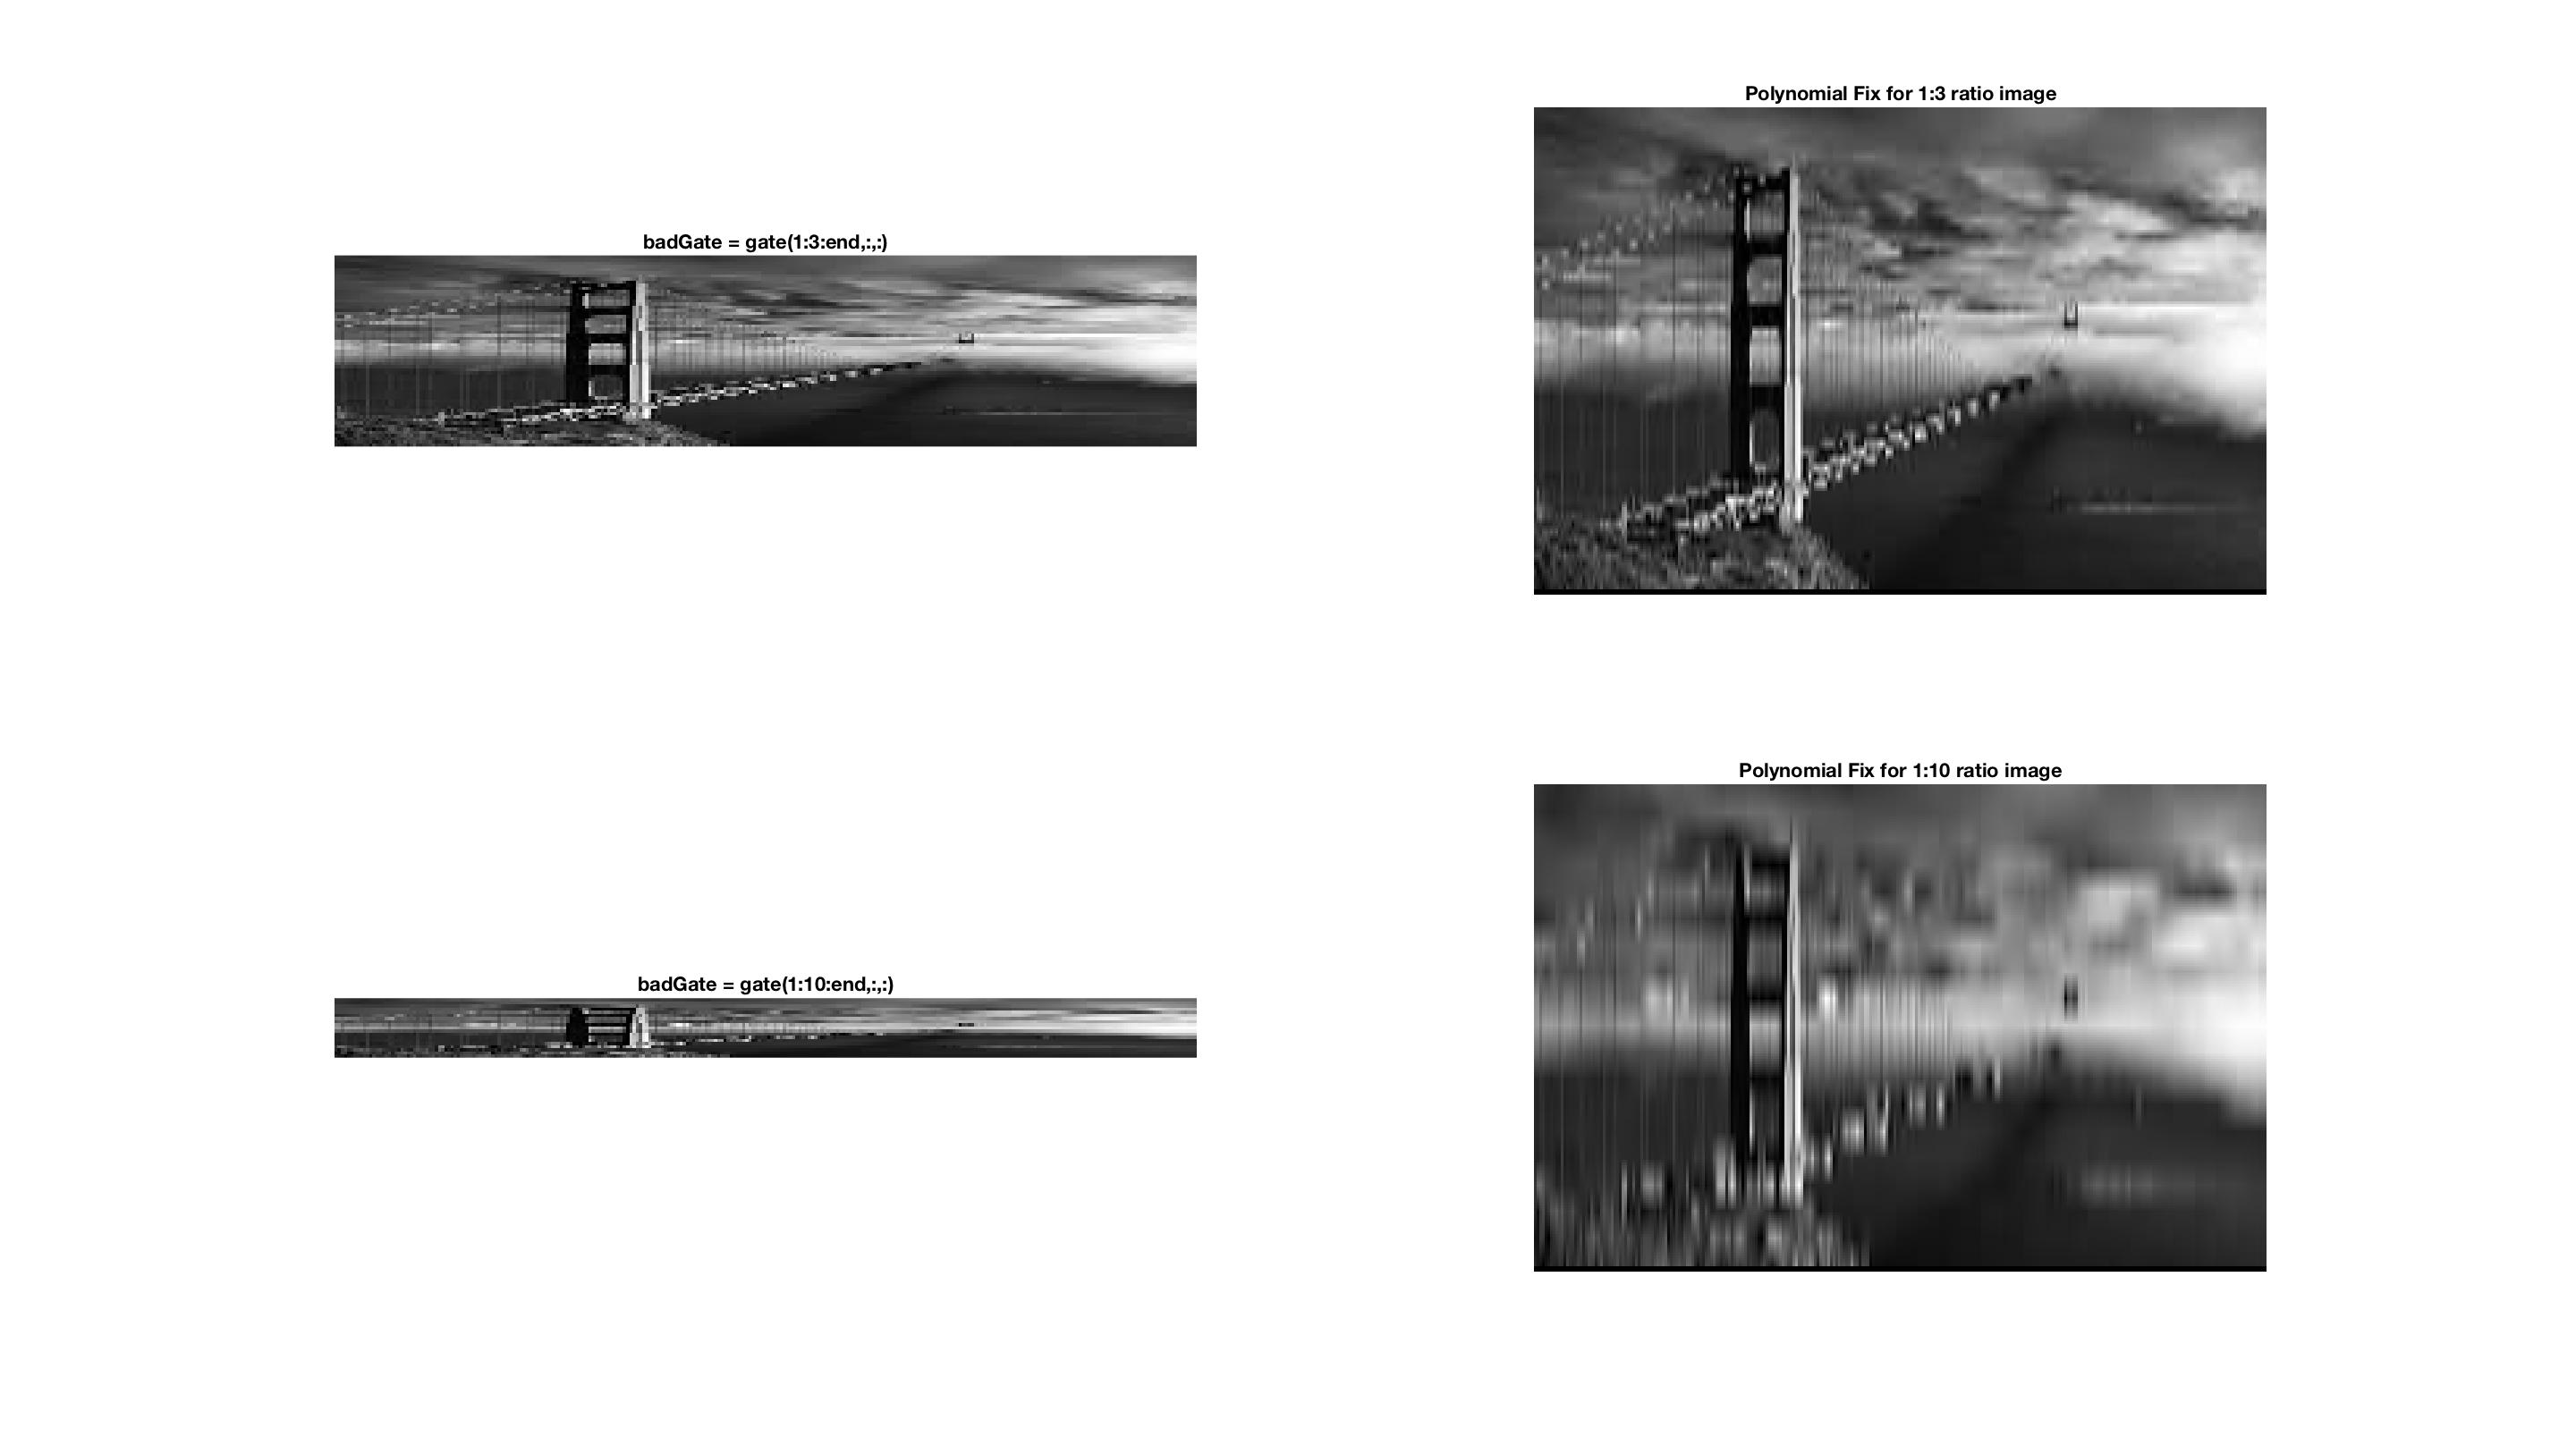 badGate = gate(1:3:end,:,:)
Polynomial Fix for 1:3 ratio image
badGate = gate(1:10:end,:,:)
Polynomial Fix for 1:10 ratio image